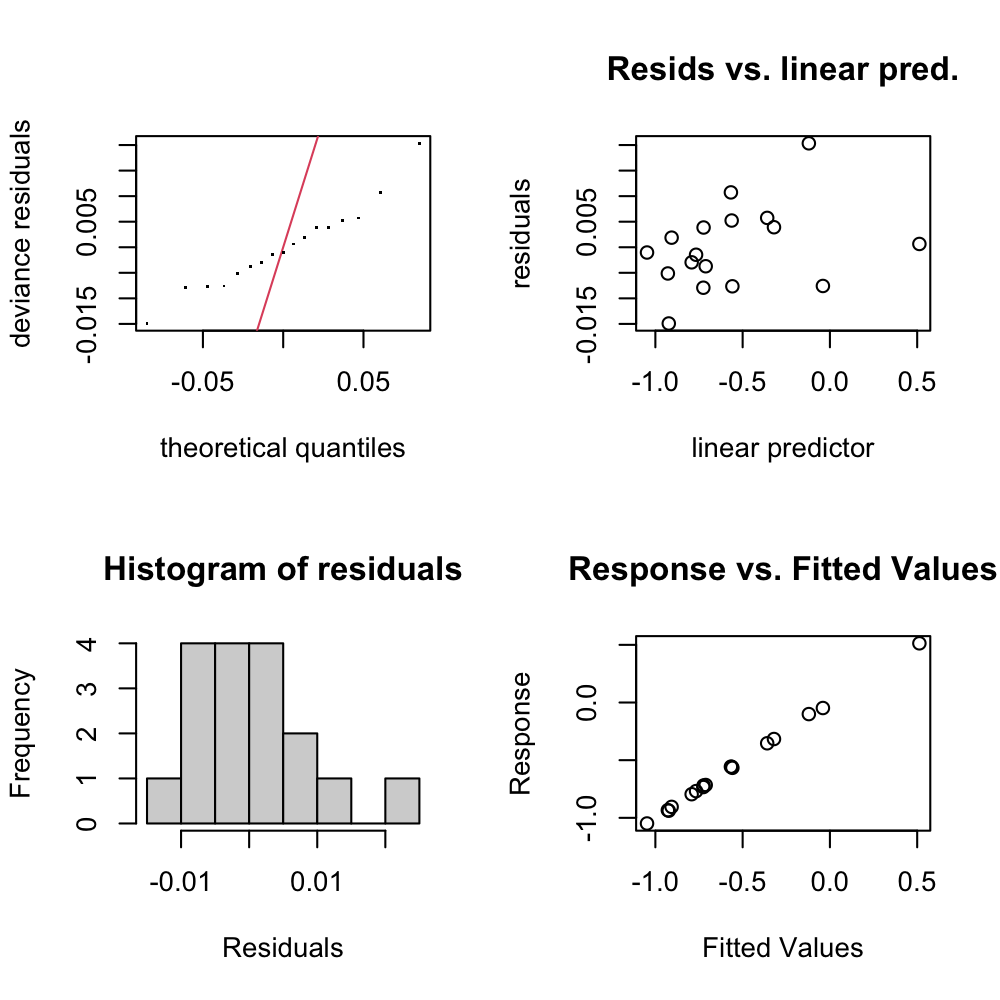 deviance residuals
0.005
-0.015
-0.05
0.05
theoretical quantiles
Resids vs. linear pred.
residuals
0.005
-0.015
-1.0
-0.5
0.0
0.5
linear predictor
Histogram of residuals
Frequency
4
3
2
1
0
-0.01
0.01
Residuals
Response vs. Fitted Values
Response
0.0
-1.0
-1.0
-0.5
0.0
0.5
Fitted Values